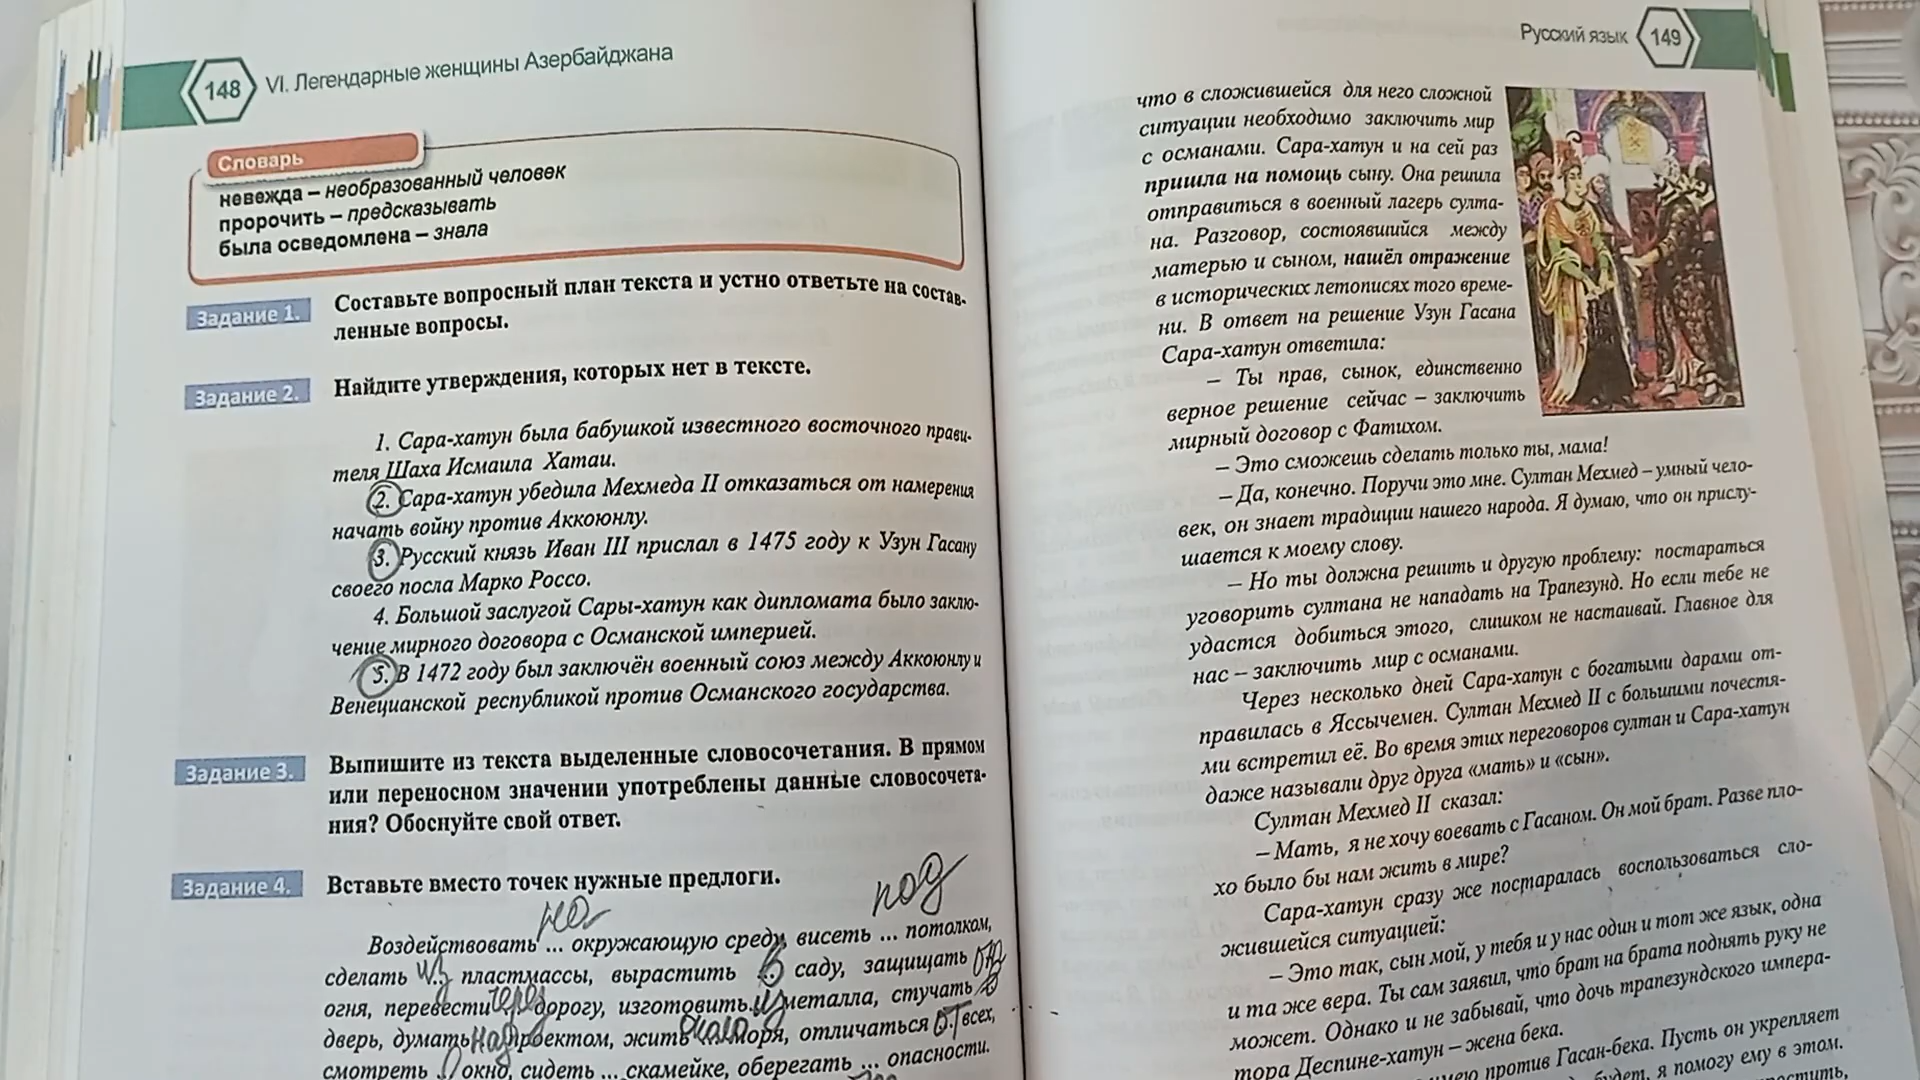 148 VI. Легендарные женщины Азербайджана
Словарь
невежда – необразованный человек
пророчить – предсказывать
была осведомлена – знала
Задание 1. Составьте вопросный план текста и устно ответьте на состав-
ленные вопросы.
Задание 2. Найдите утверждения, которых нет в тексте.
1. Сара-хатун была бабушкой известного восточного прави-
теля Шаха Исмаила Хатаи.
2. Сара-хатун убедила Мехмеда II отказаться от намерения
начать войну против Аккоюнлу.
3. Русский князь Иван III прислал в 1475 году к Узун Гасану
своего посла Марко Россо.
4. Большой заслугой Сары-хатун как дипломата было заклю-
чение мирного договора с Османской империей.
5. В 1472 году был заключён военный союз между Аккоюнлу и
Венецианской республикой против Османского государства.
Задание 3. Выпишите из текста выделенные словосочетания. В прямом
или переносном значении употреблены данные словосочета-
ния? Обоснуйте свой ответ.
Задание 4. Вставьте вместо точек нужные предлоги.
на под
Воздействовать ... окружающую среду, висеть ... потолком,
сделать из пластмассы, вырастить в саду, защищать от
огня, перевести через дорогу, изготовить из металла, стучать в
дверь, думать над проектом, жить около моря, отличаться от всех,
смотреть ... окно, сидеть ... скамейке, оберегать ... опасности.
Русский язык 149
что в сложившейся для него сложной
ситуации необходимо заключить мир
с османами. Сара-хатун и на сей раз
пришла на помощь сыну. Она решила
отправиться в военный лагерь султа-
на. Разговор, состоявшийся между
матерью и сыном, нашёл отражение
в исторических летописях того време-
ни. В ответ на решение Узун Гасана
Сара-хатун ответила:
– Ты прав, сынок, единственно
верное решение сейчас – заключить
мирный договор с Фатихом.
– Это сможешь сделать только ты, мама!
– Да, конечно. Поручи это мне. Султан Мехмед – умный чело-
век, он знает традиции нашего народа. Я думаю, что он прислу-
шается к моему слову.
– Но ты должна решить и другую проблему: постараться
уговорить султана не нападать на Трапезунд. Но если тебе не
удастся добиться этого, слишком не настаивай. Главное для
нас – заключить мир с османами.
Через несколько дней Сара-хатун с богатыми дарами от-
правилась в Яссычемен. Султан Мехмед II с большими почестя-
ми встретил её. Во время этих переговоров султан и Сара-хатун
даже называли друг друга «мать» и «сын».
Султан Мехмед II сказал:
– Мать, я не хочу воевать с Гасаном. Он мой брат. Разве пло-
хо было бы нам жить в мире?
Сара-хатун сразу же постаралась воспользоваться сло-
жившейся ситуацией:
– Это так, сын мой, у тебя и у нас один и тот же язык, одна
и та же вера. Ты сам заявил, что брат на брата поднять руку не
может. Однако и не забывай, что дочь трапезундского импера-
тора Деспине-хатун – жена бека.
против Гасан-бека. Пусть он укрепляет
я помогу ему в этом.